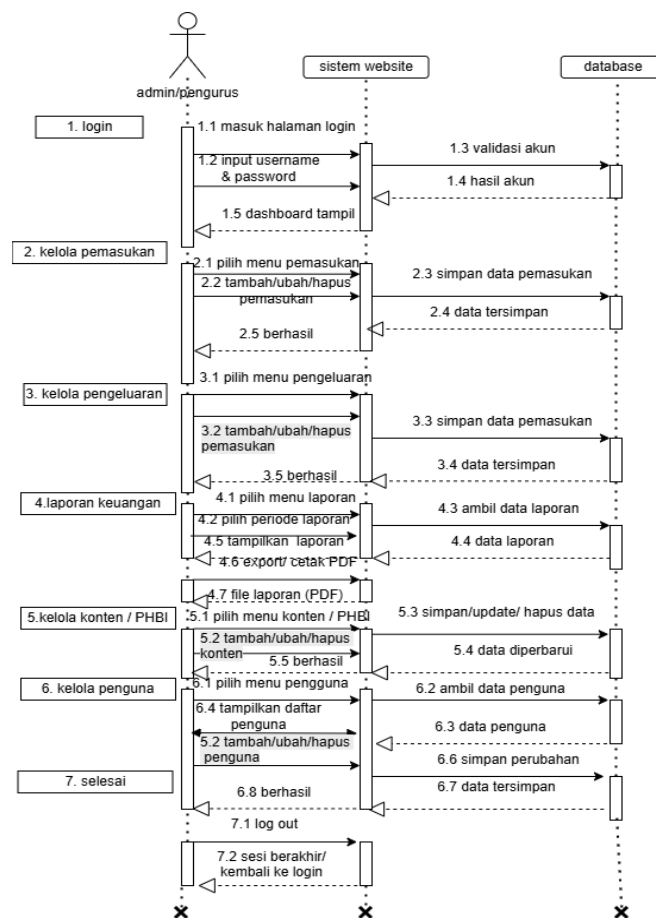 sistem website
database
admin/pengurus
1. login
1.1 masuk halaman login
1.2 input username
& password
1.3 validasi akun
1.4 hasil akun
1.5 dashboard tampil
2. kelola pemasukan
2.1 pilih menu pemasukan
2.2 tambah/ubah/hapus
pemasukan
2.3 simpan data pemasukan
2.4 data tersimpan
2.5 berhasil
3. kelola pengeluaran
3.1 pilih menu pengeluaran
3.2 tambah/ubah/hapus
pemasukan
3.3 simpan data pemasukan
3.4 data tersimpan
3.5 berhasil
4.laporan keuangan
4.1 pilih menu laporan
4.2 pilih periode laporan
4.3 ambil data laporan
4.4 data laporan
4.5 tampilkan laporan
4.6 export/ cetak PDF
4.7 file laporan (PDF)
5.kelola konten / PHBI
5.1 pilih menu konten / PHBI
5.2 tambah/ubah/hapus
konten
5.3 simpan/update/ hapus data
5.4 data diperbarui
5.5 berhasil
6. kelola penguna
6.1 pilih menu pengguna
6.2 ambil data penguna
6.3 data penguna
6.4 tampilkan daftar
penguna
5.2 tambah/ubah/hapus
penguna
6.6 simpan perubahan
6.7 data tersimpan
6.8 berhasil
7. selesai
7.1 log out
7.2 sesi berakhir/
kembali ke login